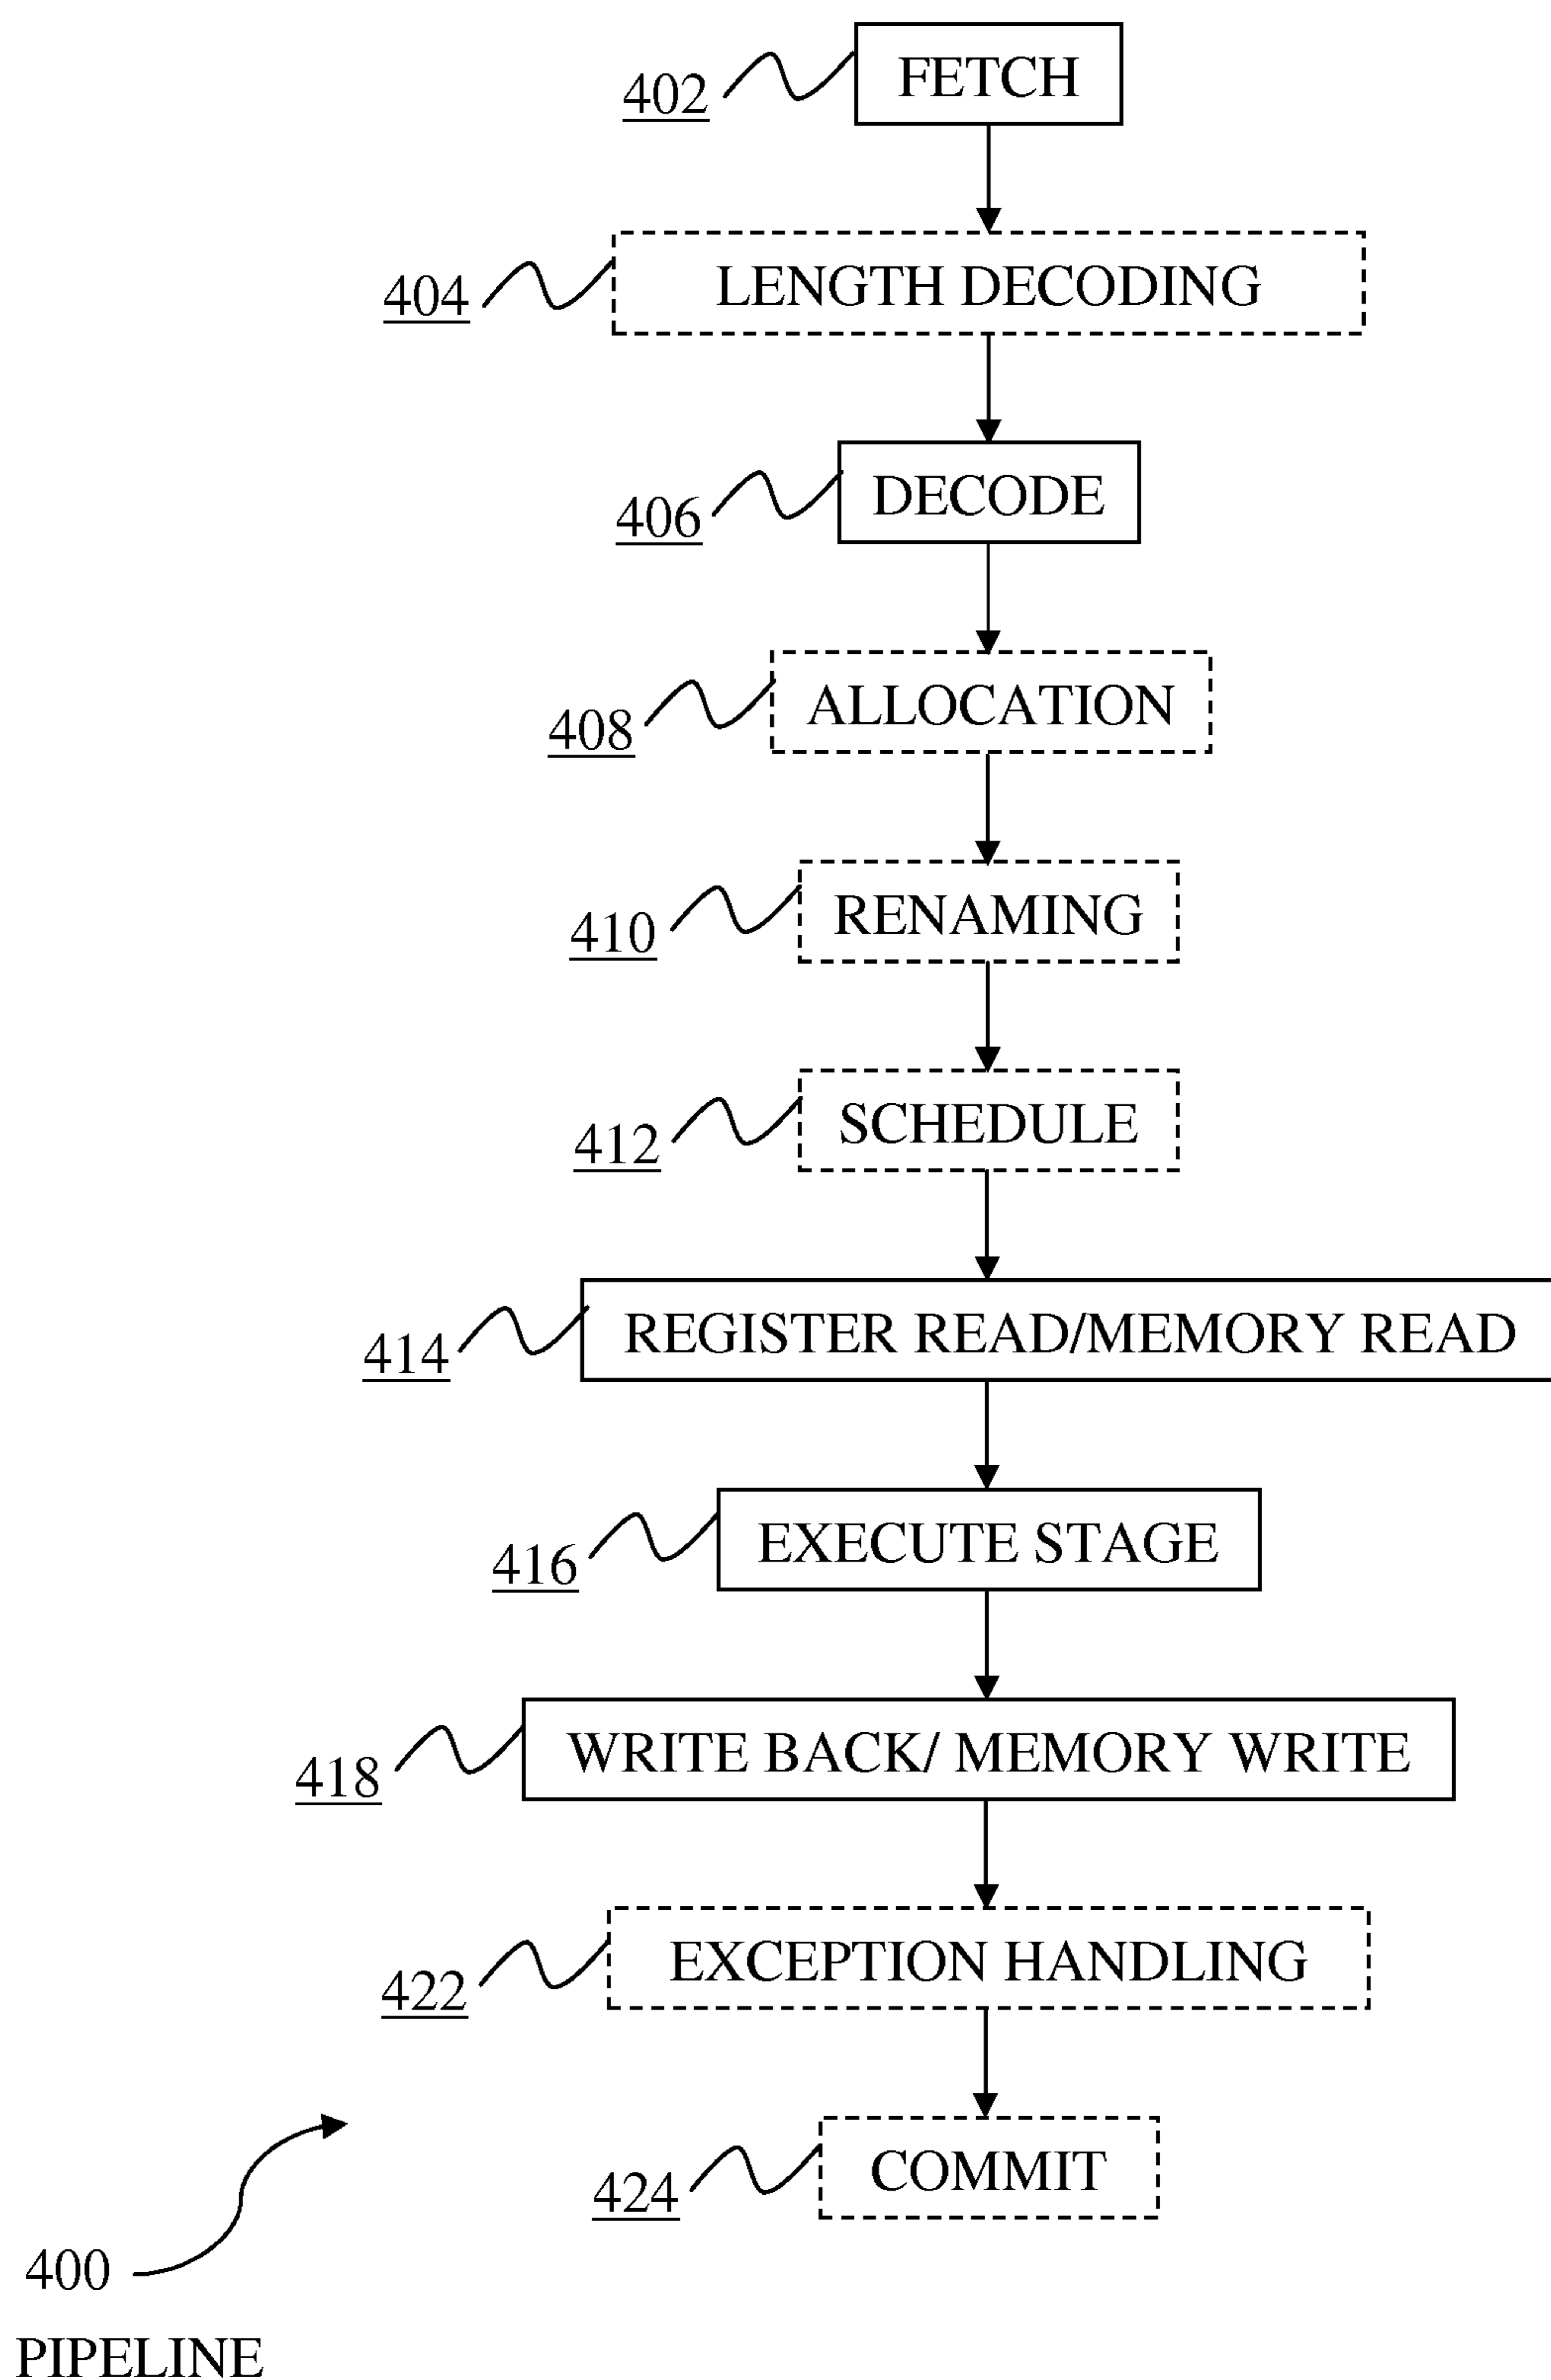 FETCH
402
LENGTH DECODING
404
DECODE
406
ALLOCATION
408
RENAMING
410
SCHEDULE
412
REGISTER READ/MEMORY READ
414
EXECUTE STAGE
416
WRITE BACK/ MEMORY WRITE
418
EXCEPTION HANDLING
422
COMMIT
424
400
PIPELINE